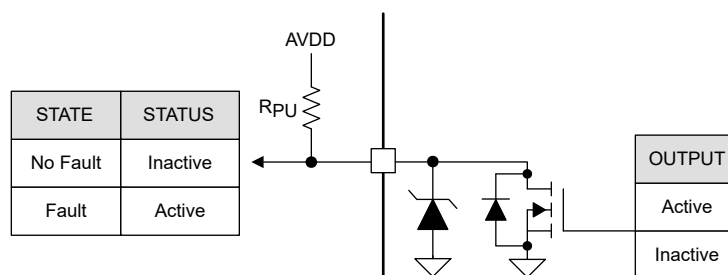 AVDD
RPU
STATE STATUS
No Fault Inactive
Fault Active
OUTPUT
Active
Inactive